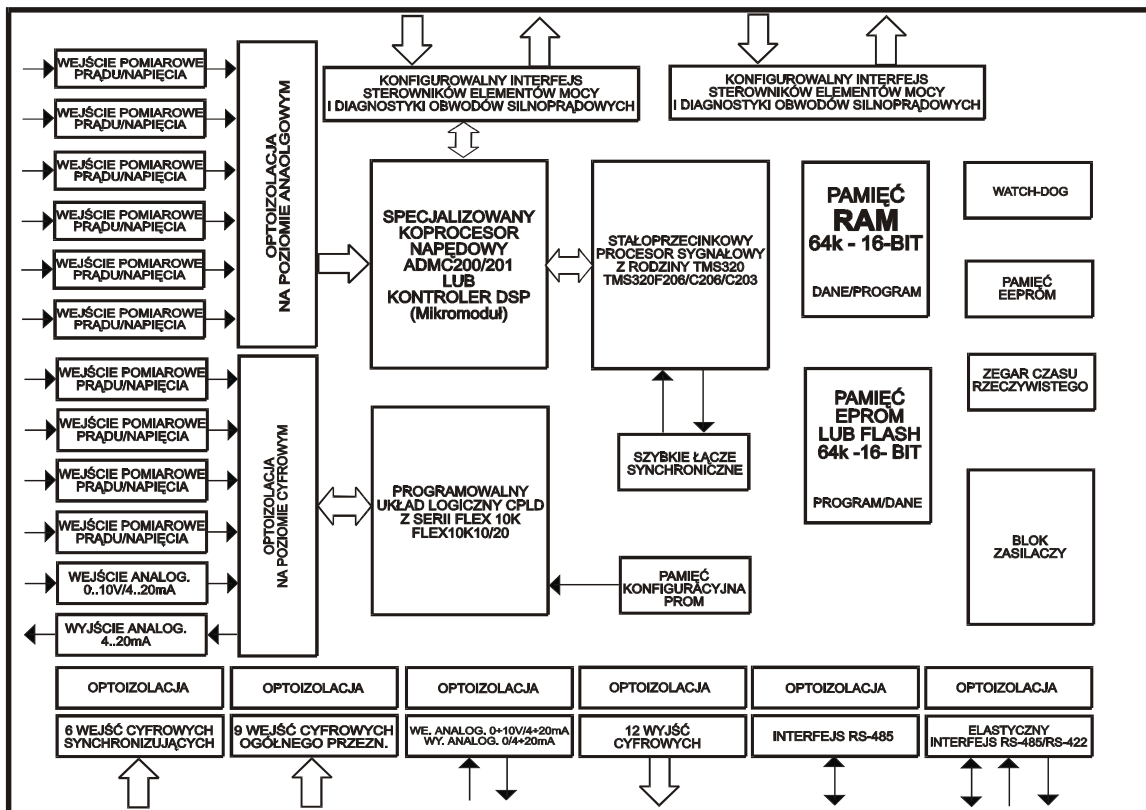 WEJŚCIE POMIAROWE
PRĄDU/NAPIĘCIA
WEJŚCIE POMIAROWE
PRĄDU/NAPIĘCIA
WEJŚCIE POMIAROWE
PRĄDU/NAPIĘCIA
WEJŚCIE POMIAROWE
PRĄDU/NAPIĘCIA
WEJŚCIE POMIAROWE
PRĄDU/NAPIĘCIA
WEJŚCIE POMIAROWE
PRĄDU/NAPIĘCIA
WEJŚCIE POMIAROWE
PRĄDU/NAPIĘCIA
WEJŚCIE POMIAROWE
PRĄDU/NAPIĘCIA
WEJŚCIE POMIAROWE
PRĄDU/NAPIĘCIA
WEJŚCIE POMIAROWE
PRĄDU/NAPIĘCIA
WEJŚCIE ANALOG.
0..10V/4..20mA
WYJŚCIE ANALOG.
4..20mA
OPTOIZOLACJA
NA POZIOMIE ANAOLGOWYM
OPTOIZOLACJA
NA POZIOMIE CYFROWYM
KONFIGUROWALNY INTERFEJS
STEROWNIKÓW ELEMENTÓW MOCY
I DIAGNOSTYKI OBWODÓW SILNOPRĄDOWYCH
KONFIGUROWALNY INTERFEJS
STEROWNIKÓW ELEMENTÓW MOCY
I DIAGNOSTYKI OBWODÓW SILNOPRĄDOWYCH
SPECJALIZOWANY
KOPROCESOR
NAPĘDOWY
ADMC200/201
LUB
KONTROLER DSP
(Mikromoduł)
STAŁOPRZECINKOWY
PROCESOR SYGNAŁOWY
Z RODZINY TMS320
TMS320F206/C206/C203
PAMIĘĆ
RAM
64k - 16-BIT
DANE/PROGRAM
WATCH-DOG
PAMIĘĆ
EEPROM
ZEGAR CZASU
RZECZYWISTEGO
PAMIĘĆ
EPROM
LUB FLASH
64k -16- BIT
PROGRAM/DANE
BLOK
ZASILACZY
PROGRAMOWALNY
UKŁAD LOGICZNY CPLD
Z SERII FLEX 10K
FLEX10K10/20
SZYBKIE ŁĄCZE
SYNCHRONICZNE
PAMIĘĆ
KONFIGURACYJNA
PROM
OPTOIZOLACJA
OPTOIZOLACJA
OPTOIZOLACJA
OPTOIZOLACJA
OPTOIZOLACJA
OPTOIZOLACJA
6 WEJŚĆ CYFROWYCH
SYNCHRONIZUJĄCYCH
9 WEJŚĆ CYFROWYCH
OGÓLNEGO PRZEZN.
WE. ANALOG. 0÷10V/4÷20mA
WY. ANALOG. 0/4÷20mA
12 WYJŚĆ
CYFROWYCH
INTERFEJS RS-485
ELASTYCZNY
INTERFEJS RS-485/RS-422